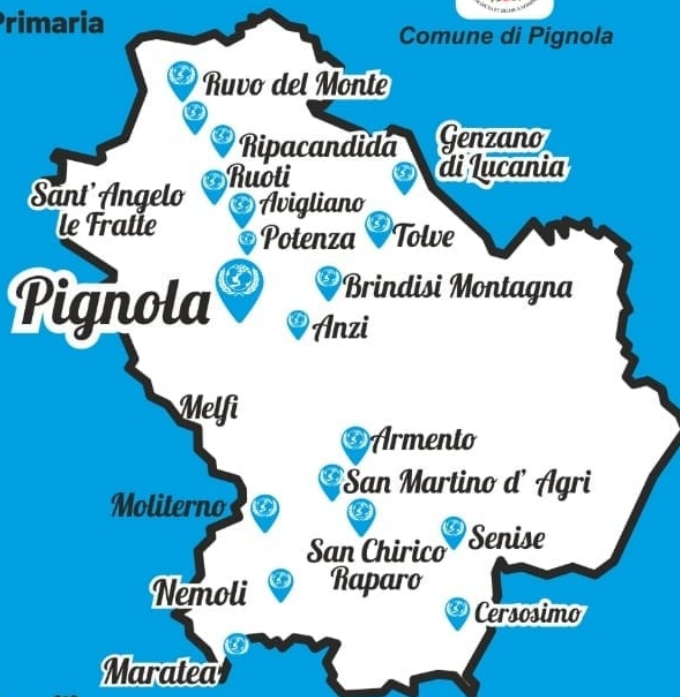 Primaria
Comune di Pignola
Ruvo del Monte
Ripacandida
Genzano
di Lucania
Ruoti
Sant' Angelo
le Fratte
Avigliano
Potenza
Tolve
Pignola
Brindisi Montagna
Anzi
Melfi
Armento
San Martino d' Agri
Moliterno
San Chirico
Raparo
Senise
Nemoli
Cersosimo
Maratea